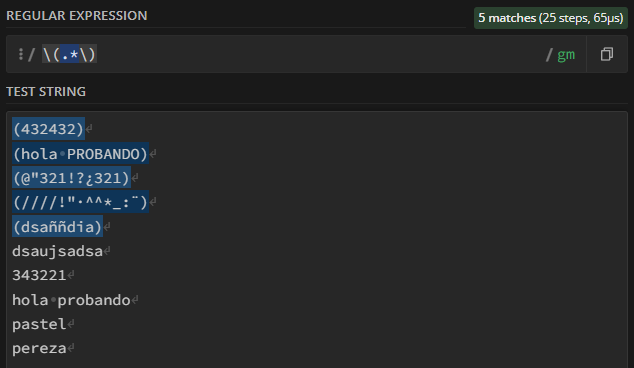 REGULAR EXPRESSION
5 matches (25 steps, 65μs)
/ \(.*\) / gm
TEST STRING
(432432)
(hola PROBANDO)
(@"321!?¿321)
(////!"·^^*_:¨)
(dsaññdia)
dsaujsadsa
343221
hola probando
pastel
pereza